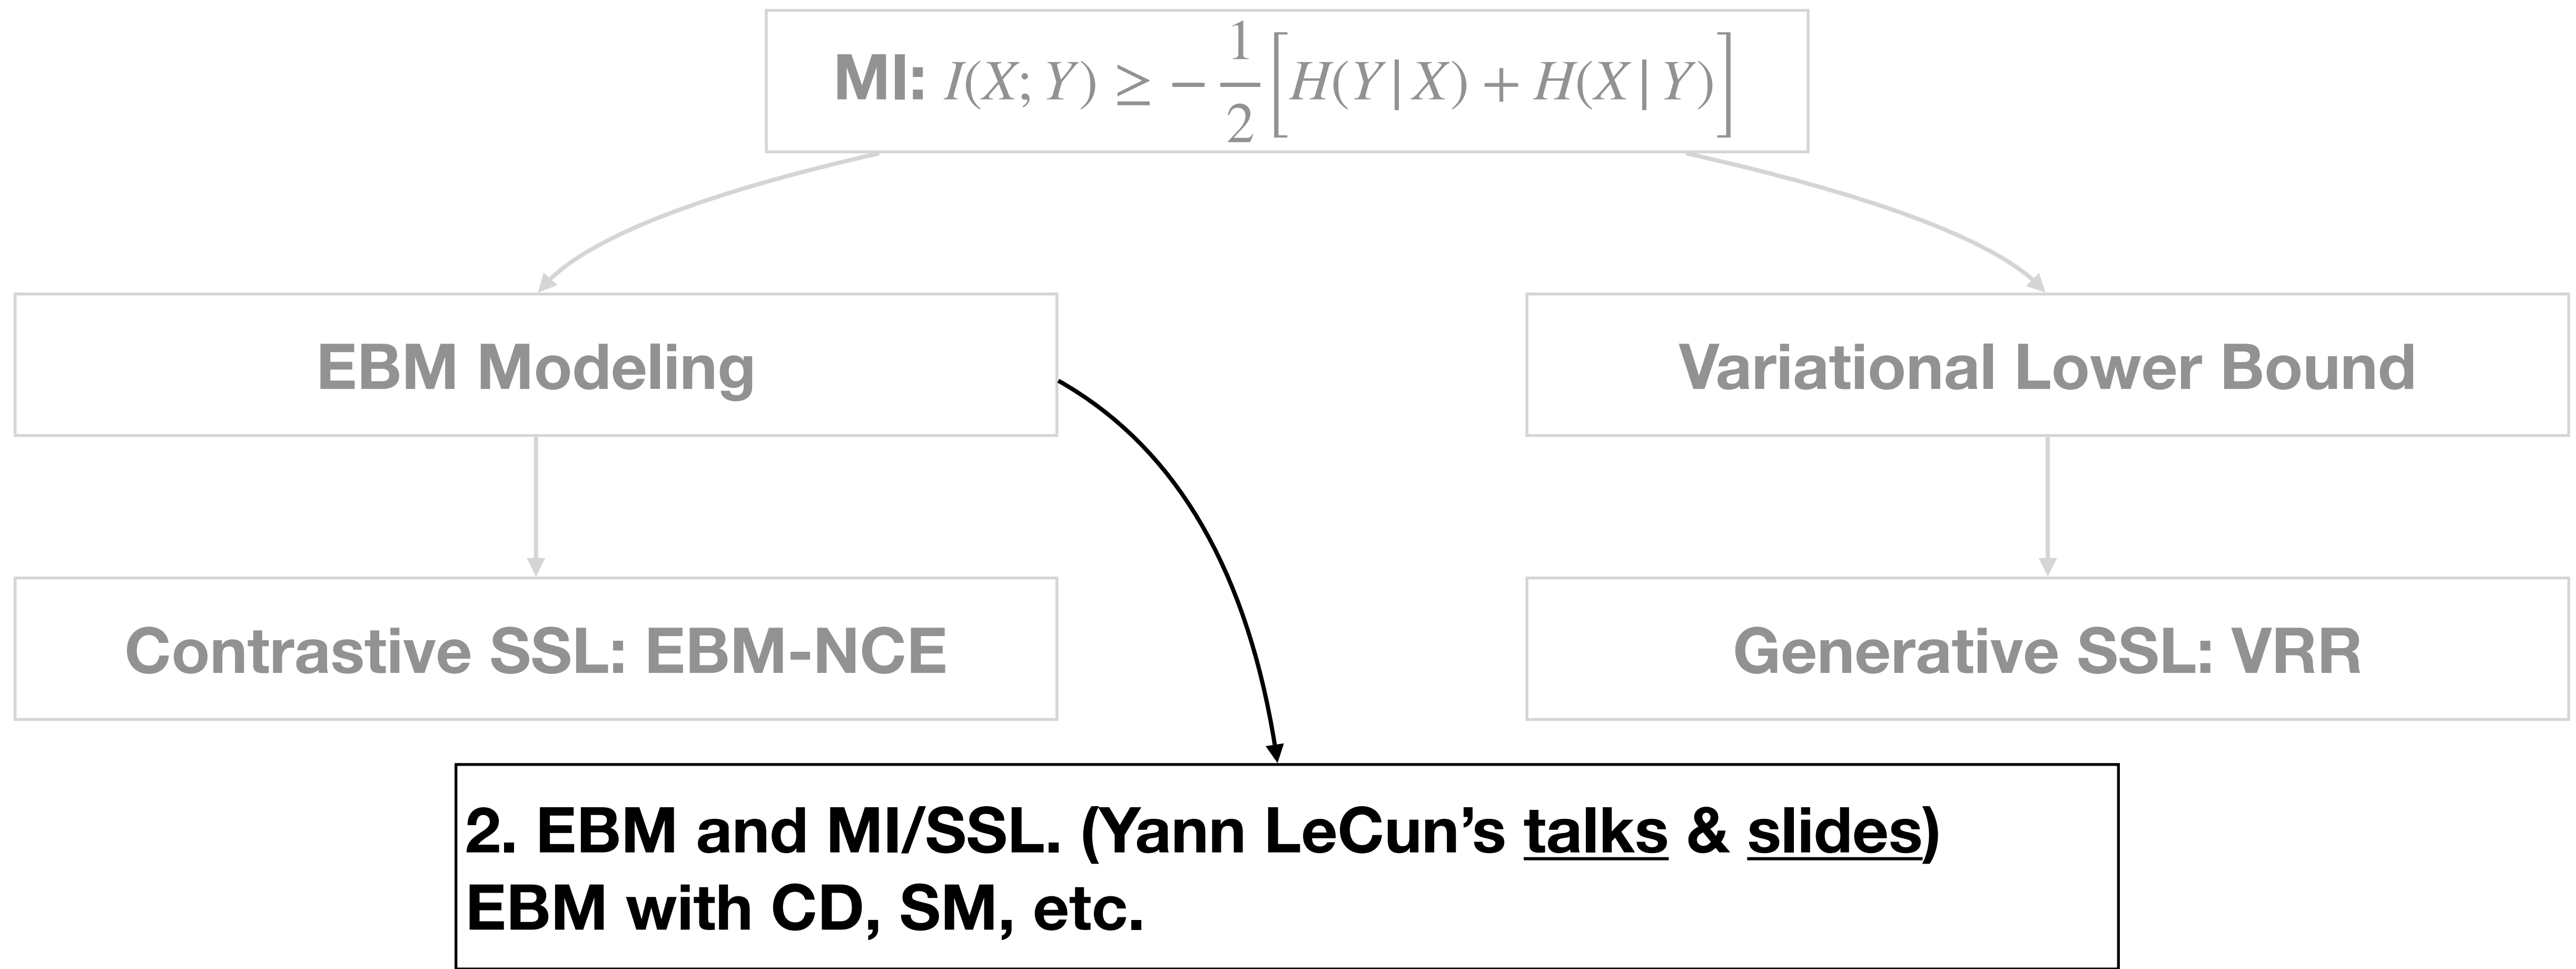 MI: I(X; Y) ≥ −1/2[H(Y|X) + H(X|Y)]
EBM Modeling
Variational Lower Bound
Contrastive SSL: EBM-NCE
Generative SSL: VRR
2. EBM and MI/SSL. (Yann LeCun’s talks & slides)
EBM with CD, SM, etc.